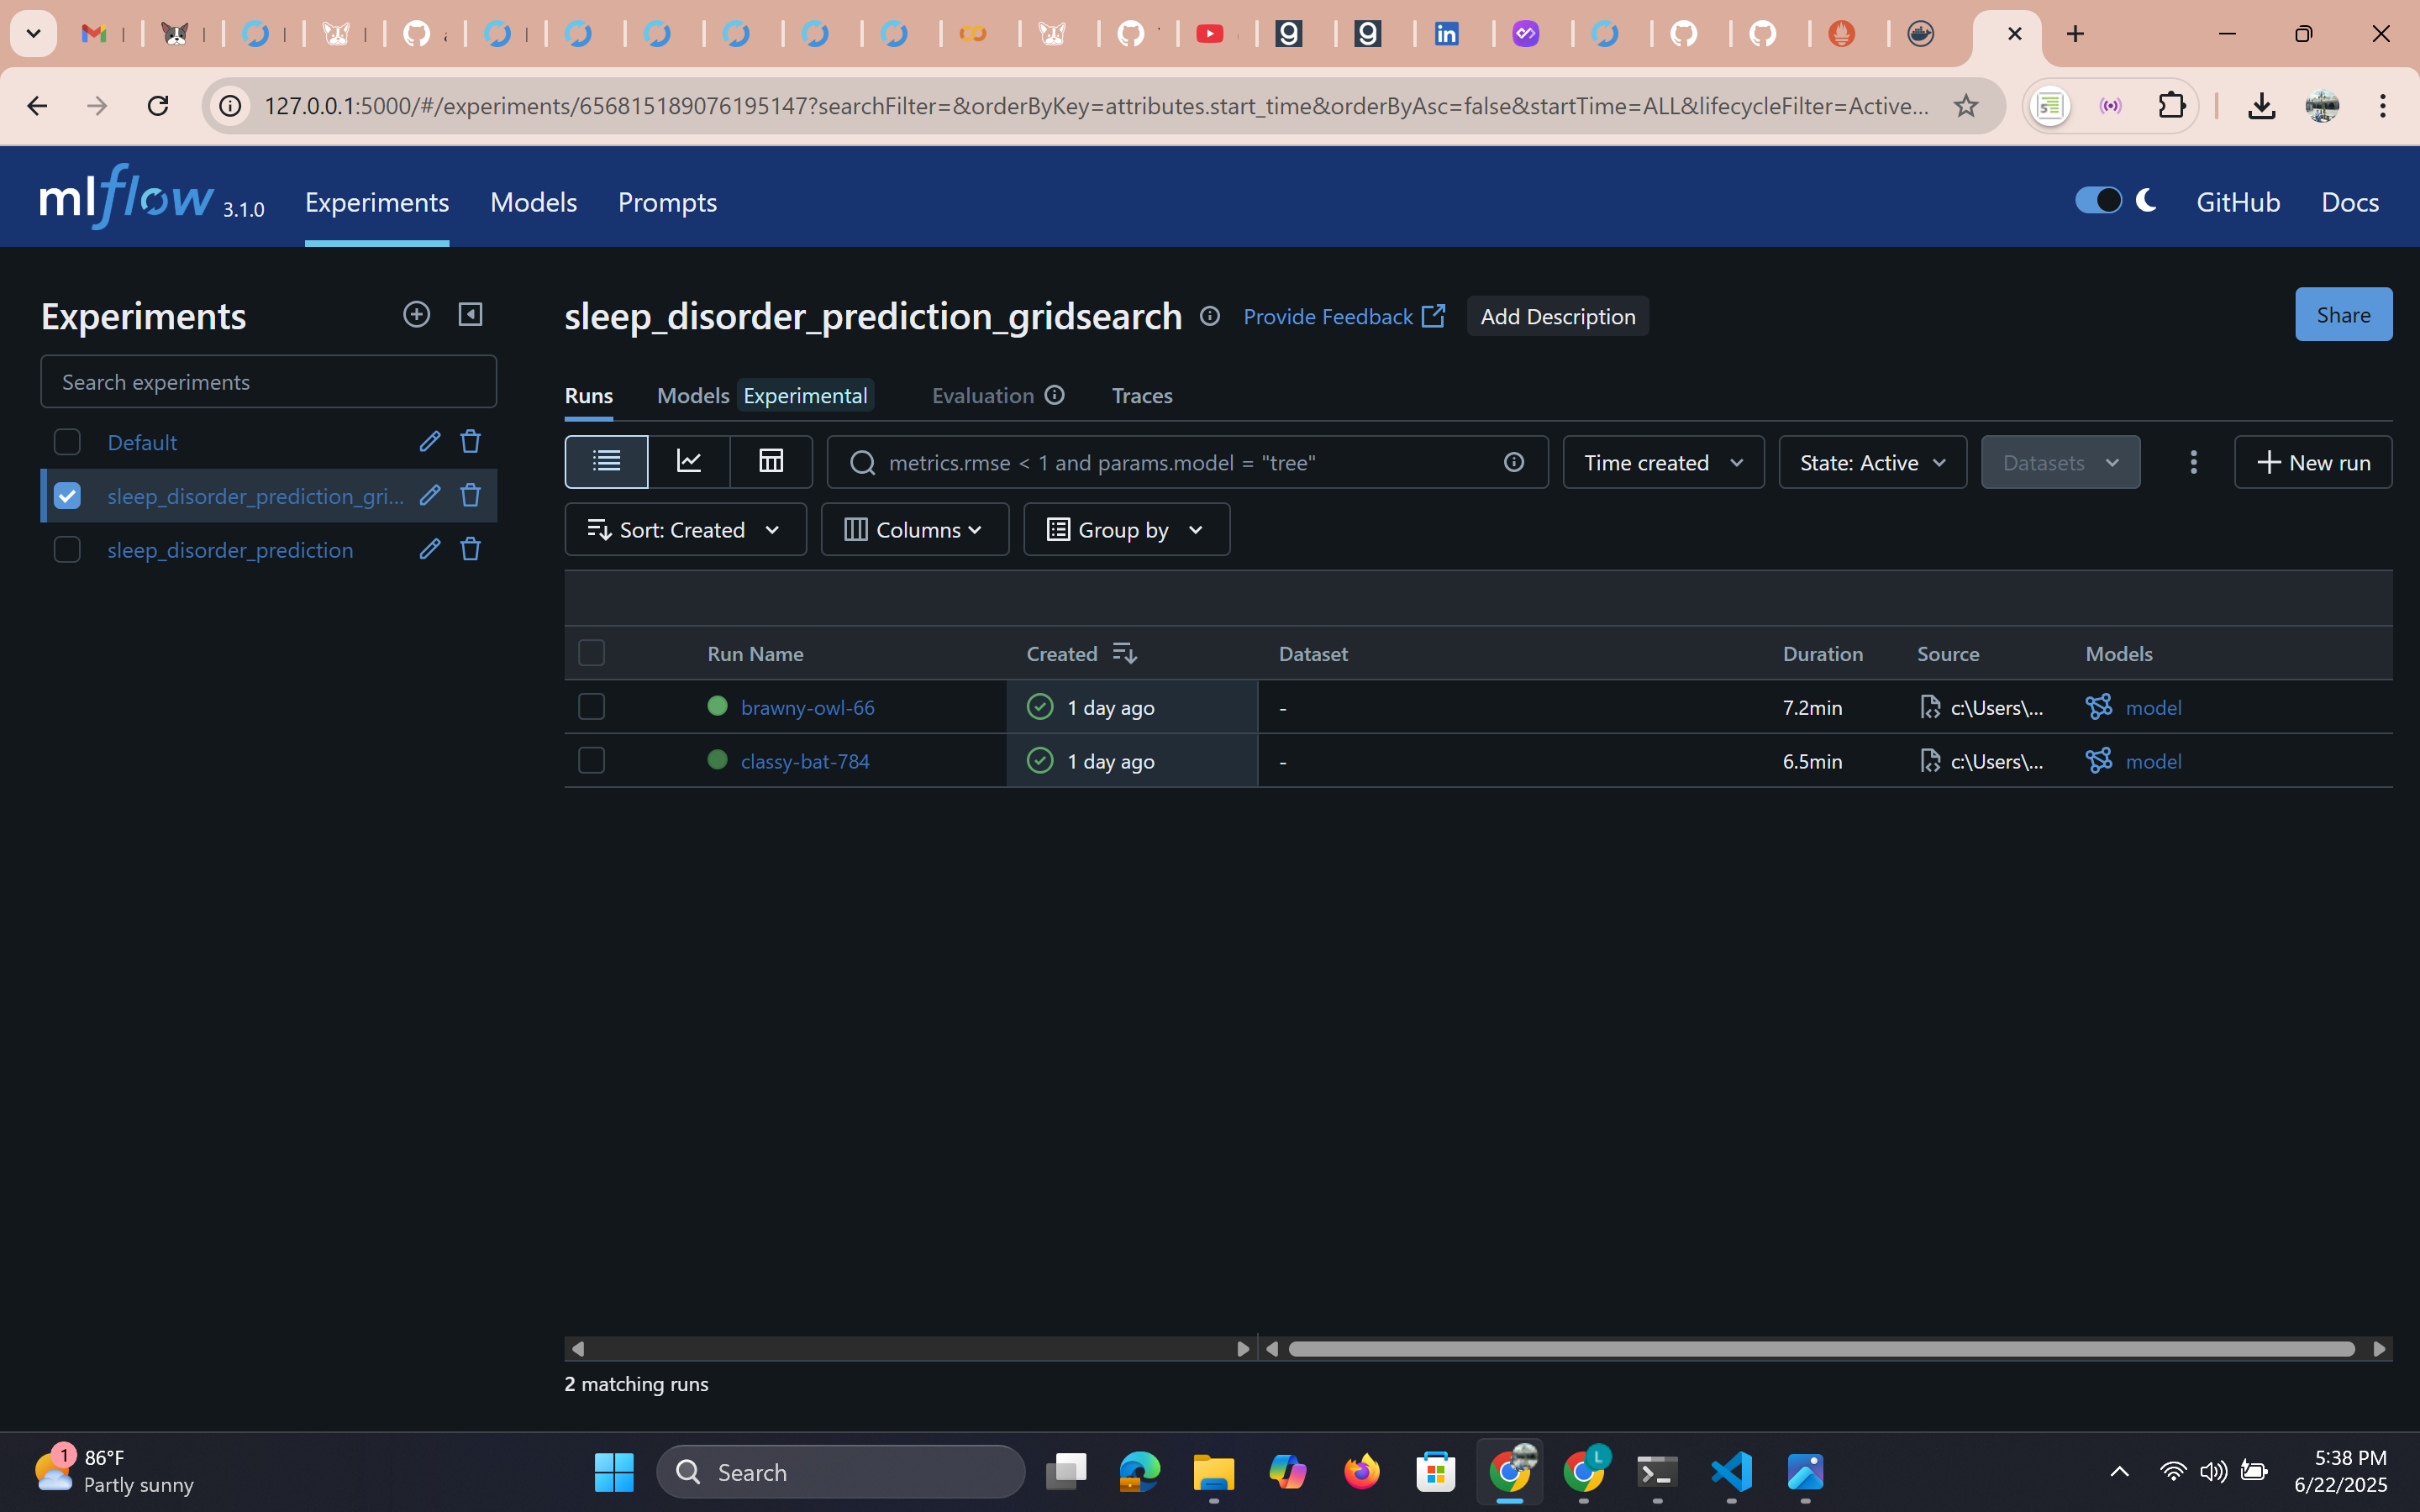 127.0.0.1:5000/#/experiments/656815189076195147?searchFilter=&orderByKey=attributes.start_time&orderByAsc=false&startTime=ALL&lifecycleFilter=Active...
mlflow 3.1.0 Experiments Models Prompts GitHub Docs
Experiments
Search experiments
Default
sleep_disorder_prediction_gri...
sleep_disorder_prediction
sleep_disorder_prediction_gridsearch Provide Feedback Add Description Share
Runs Models Experimental Evaluation Traces
metrics.rmse < 1 and params.model = "tree" Time created State: Active Datasets New run
Sort: Created Columns Group by
Run Name Created Dataset Duration Source Models
brawny-owl-66 1 day ago - 7.2min c:\Users\... model
classy-bat-784 1 day ago - 6.5min c:\Users\... model
2 matching runs
1 86°F
Partly sunny
Search
L
5:38 PM
6/22/2025